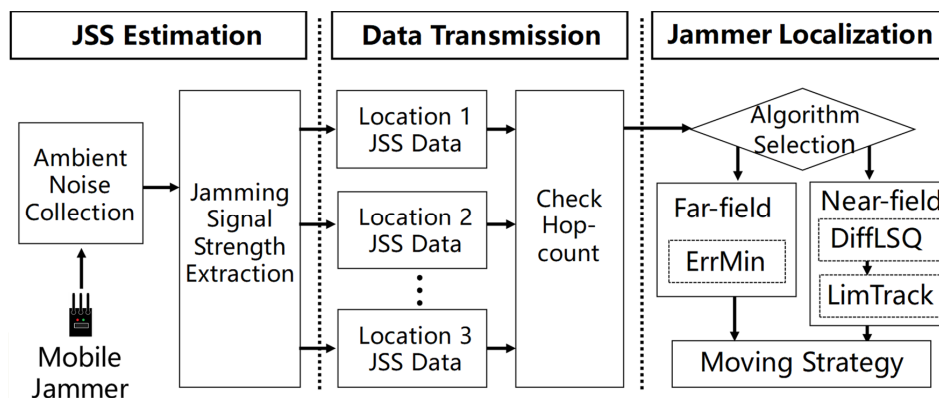 JSS Estimation
Data Transmission
Jammer Localization
Ambient
Noise
Collection
Mobile
Jammer
Jamming
Signal
Strength
Extraction
Location 1
JSS Data
Location 2
JSS Data
Location 3
JSS Data
Check
Hop-
count
Algorithm
Selection
Far-field
ErrMin
Near-field
DiffLSQ
LimTrack
Moving Strategy